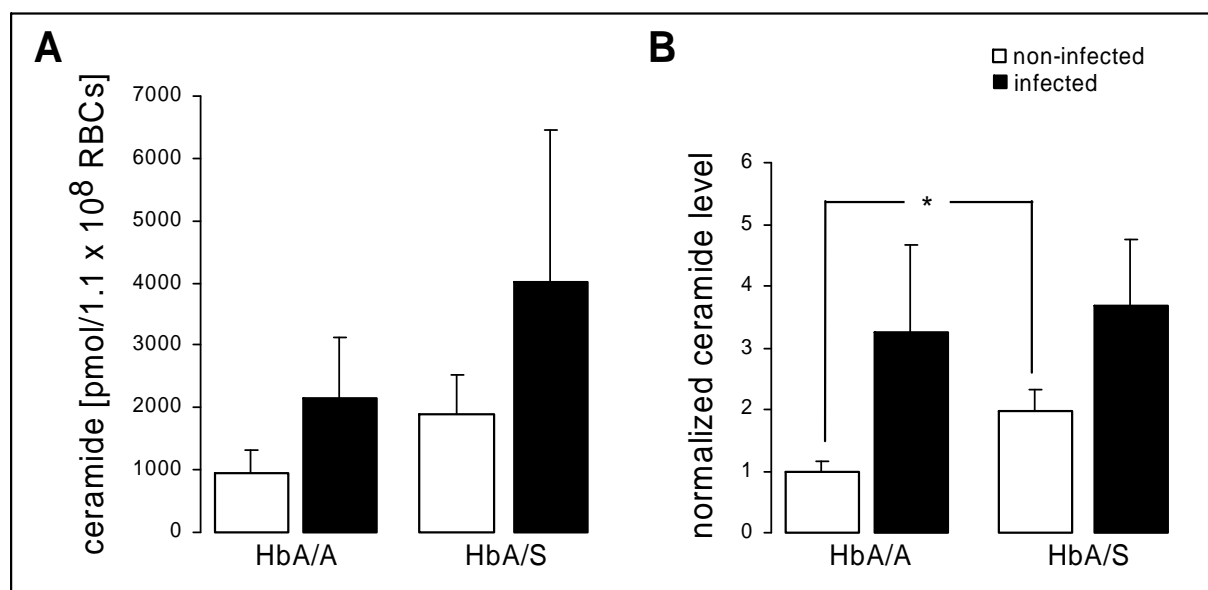 A
ceramide [pmol/1.1 x 10⁸ RBCs]
7000
6000
5000
4000
3000
2000
1000
0
HbA/A HbA/S
B
non-infected
infected
normalized ceramide level
6
5
4
3
2
1
0
*
HbA/A HbA/S